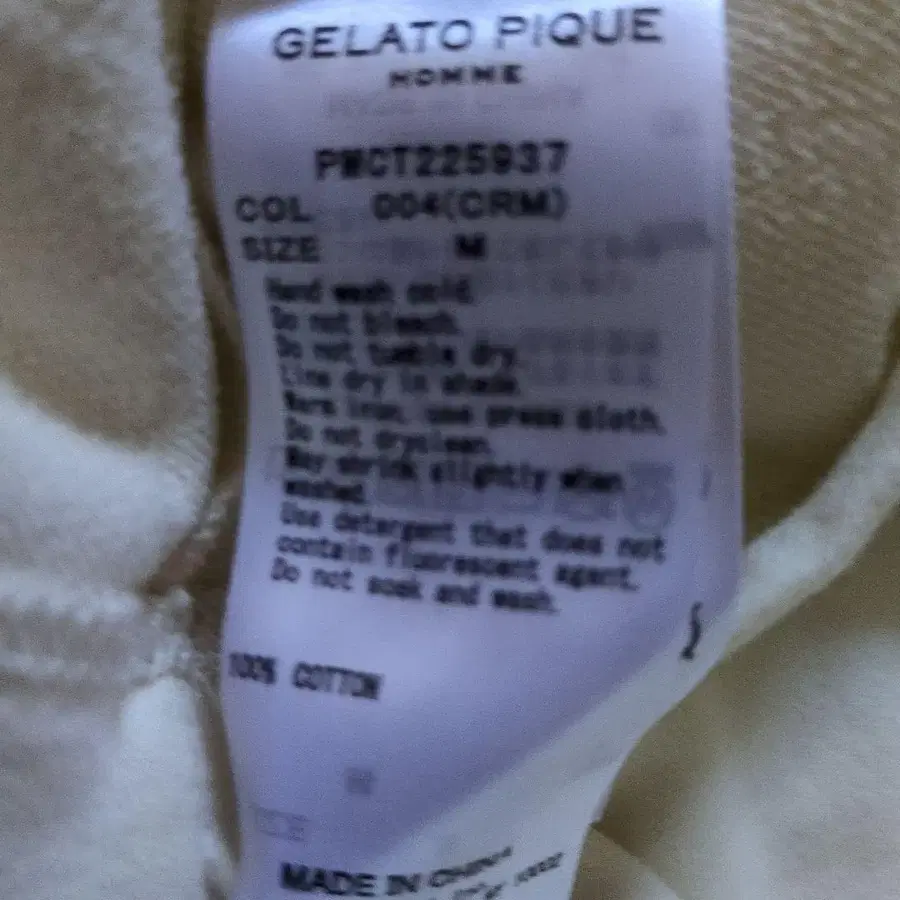 GELATO PIQUE
HOMME
PMCT225937
COL 004(CRM)
SIZE M
Hand wash cold.
Do not bleach.
Do not tumble dry.
Line dry in shade.
Warm iron, use press cloth.
Do not dryclean.
May shrink slightly when
washed.
Use detergent that does not
contain fluorescent agent.
Do not soak and wash.
100% COTTON
MADE IN CHINA